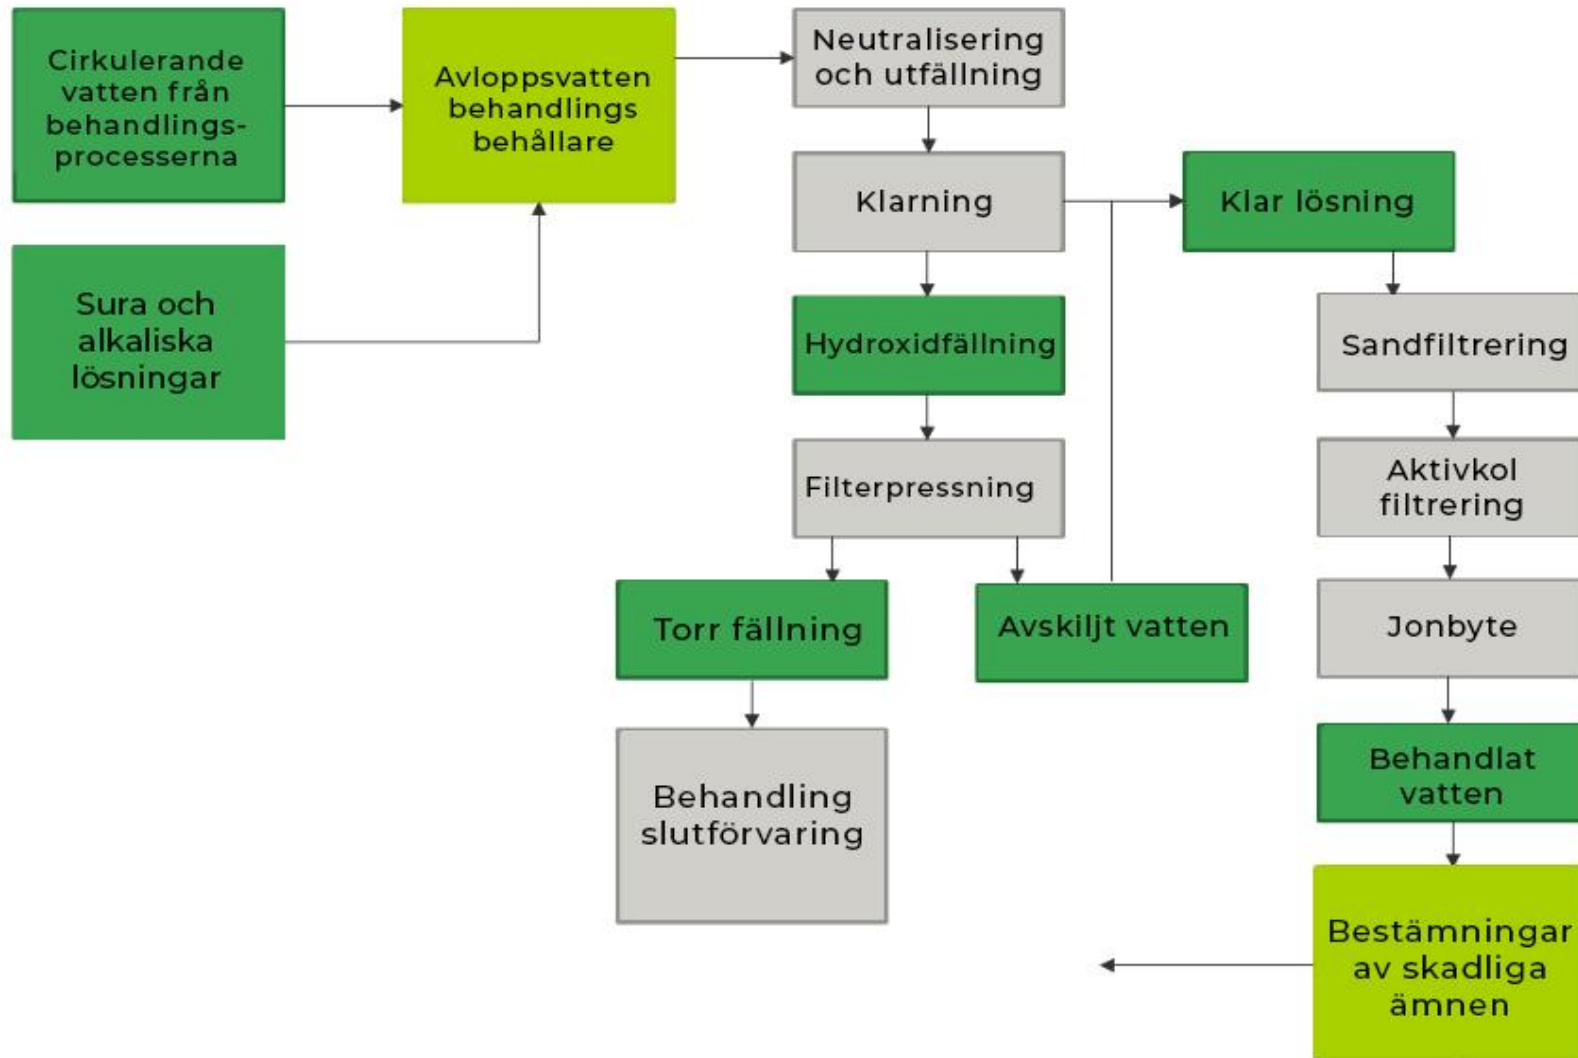 Cirkulerande
vatten från
behandlings-
processerna
Avloppsvatten
behandlings
behållare
Neutralisering
och utfällning
Klarning
Klar lösning
Sura och
alkaliska
lösningar
Hydroxidfällning
Sandfiltrering
Filterpressning
Aktivkol
filtrering
Torr fällning
Avskiljt vatten
Jonbyte
Behandling
slutförvaring
Behandlat
vatten
Bestämningar
av skadliga
ämnen